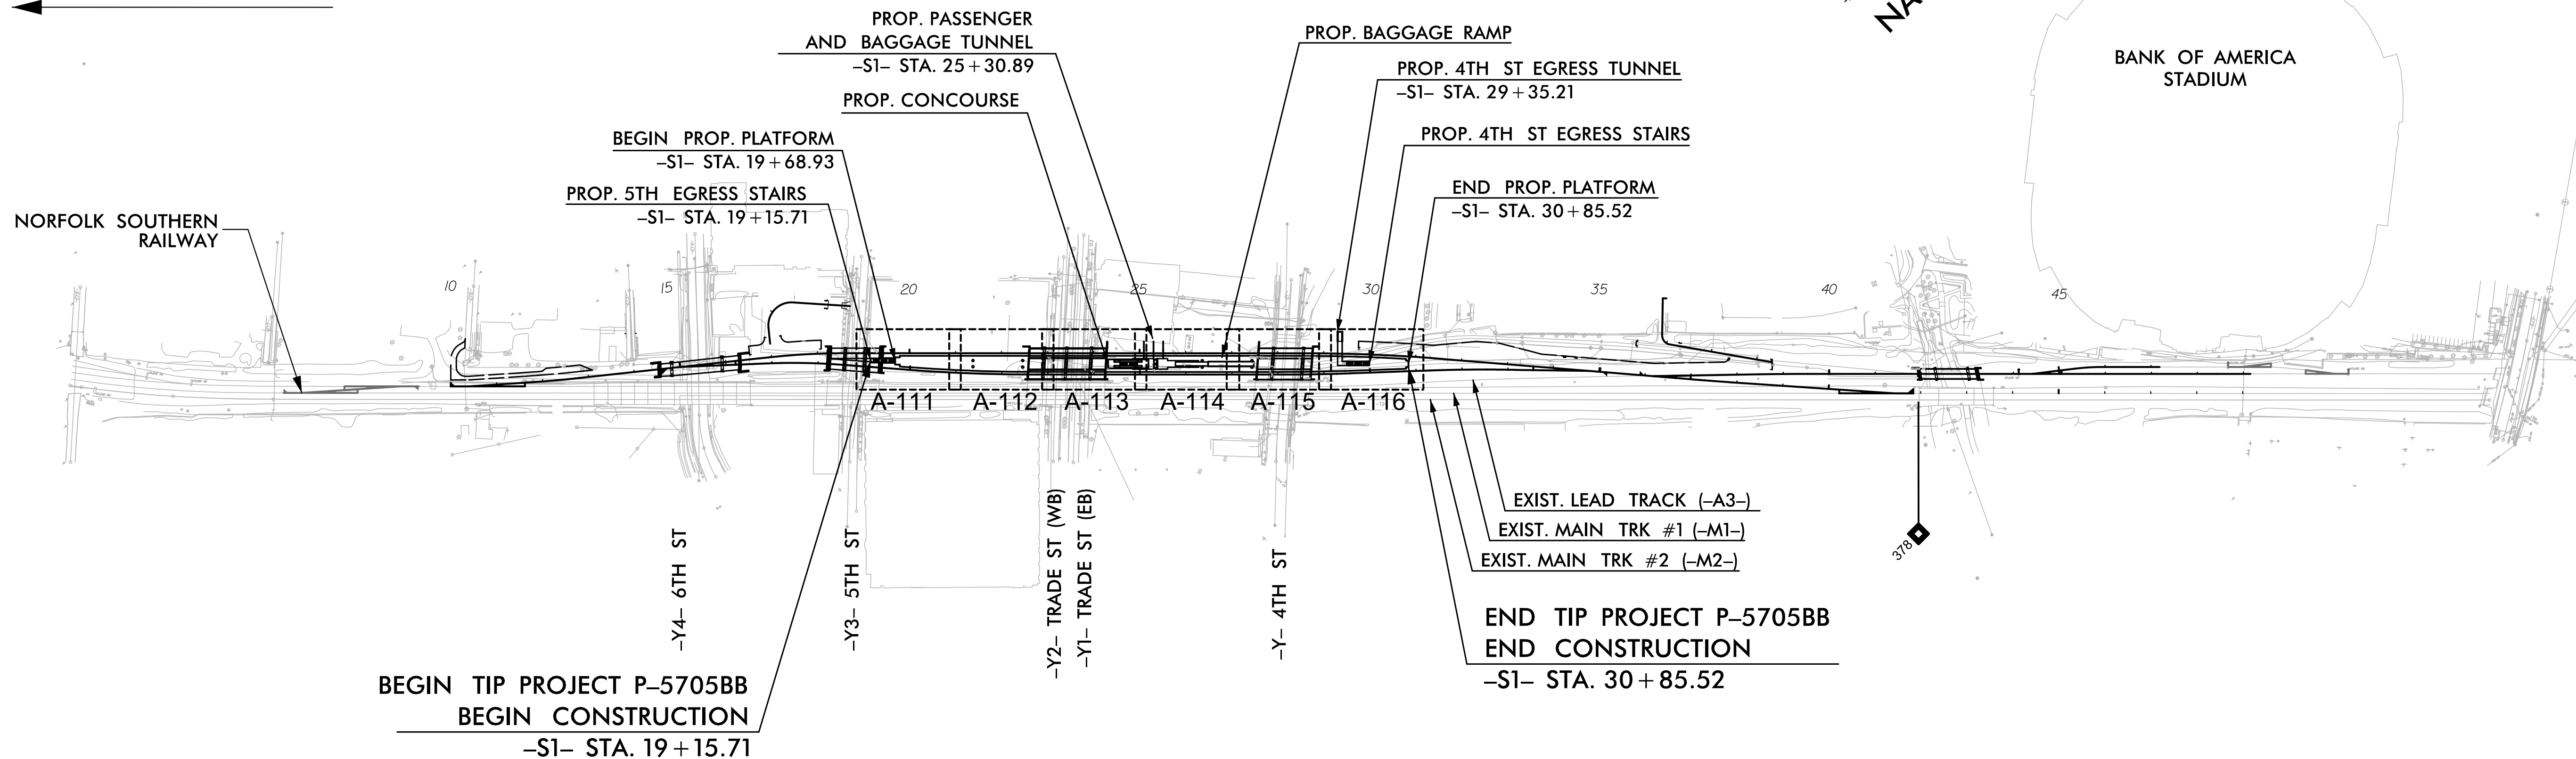 PROP. PASSENGER
AND BAGGAGE TUNNEL
–S1– STA. 25+30.89
PROP. CONCOURSE
BEGIN PROP. PLATFORM
–S1– STA. 19+68.93
PROP. 5TH EGRESS STAIRS
–S1– STA. 19+15.71
NORFOLK SOUTHERN
RAILWAY
PROP. BAGGAGE RAMP
PROP. 4TH ST EGRESS TUNNEL
–S1– STA. 29+35.21
PROP. 4TH ST EGRESS STAIRS
END PROP. PLATFORM
–S1– STA. 30+85.52
NA
BANK OF AMERICA
STADIUM
10
15
20
25
30
35
40
45
A-111
A-112
A-113
A-114
A-115
A-116
EXIST. LEAD TRACK (–A3–)
EXIST. MAIN TRK #1 (–M1–)
EXIST. MAIN TRK #2 (–M2–)
378
–Y4– 6TH ST
–Y3– 5TH ST
–Y2– TRADE ST (WB)
–Y1– TRADE ST (EB)
–Y– 4TH ST
END TIP PROJECT P–5705BB
END CONSTRUCTION
–S1– STA. 30+85.52
BEGIN TIP PROJECT P–5705BB
BEGIN CONSTRUCTION
–S1– STA. 19+15.71